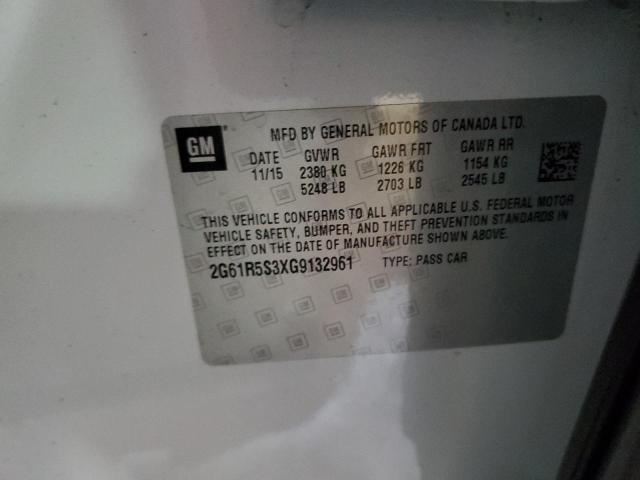 GM
MFD BY GENERAL MOTORS OF CANADA LTD.
DATE GVWR GAWR FRT GAWR RR
11/15 2380 KG 1226 KG 1154 KG
5248 LB 2703 LB 2545 LB
THIS VEHICLE CONFORMS TO ALL APPLICABLE U.S. FEDERAL MOTOR
VEHICLE SAFETY, BUMPER, AND THEFT PREVENTION STANDARDS IN
EFFECT ON THE DATE OF MANUFACTURE SHOWN ABOVE.
2G61R5S3XG9132961 TYPE: PASS CAR